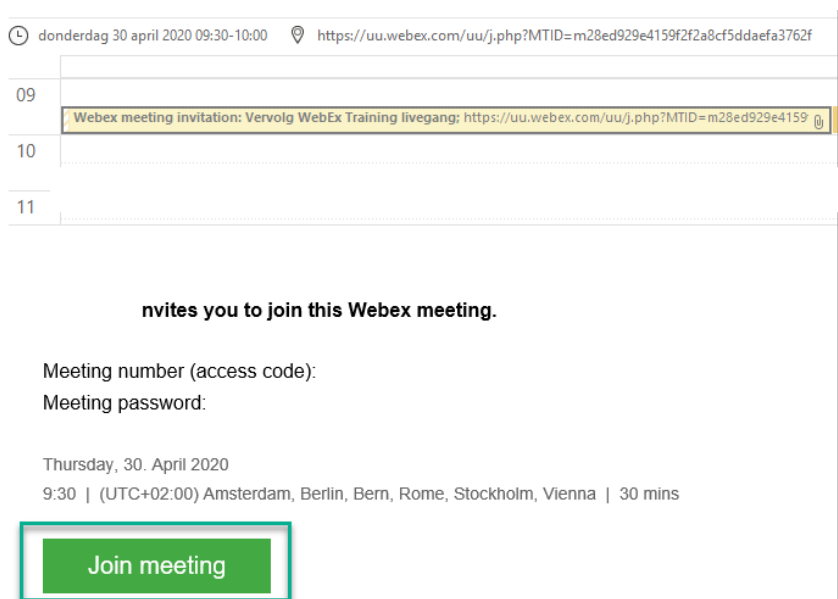 donderdag 30 april 2020 09:30-10:00 https://uu.webex.com/uu/j.php?MTID=m28ed929e4159f2f2a8cf5ddaefa3762f
09
Webex meeting invitation: Vervolg WebEx Training livegang; https://uu.webex.com/uu/j.php?MTID=m28ed929e4159
10
11
nvites you to join this Webex meeting.
Meeting number (access code):
Meeting password:
Thursday, 30. April 2020
9:30 | (UTC+02:00) Amsterdam, Berlin, Bern, Rome, Stockholm, Vienna | 30 mins
Join meeting